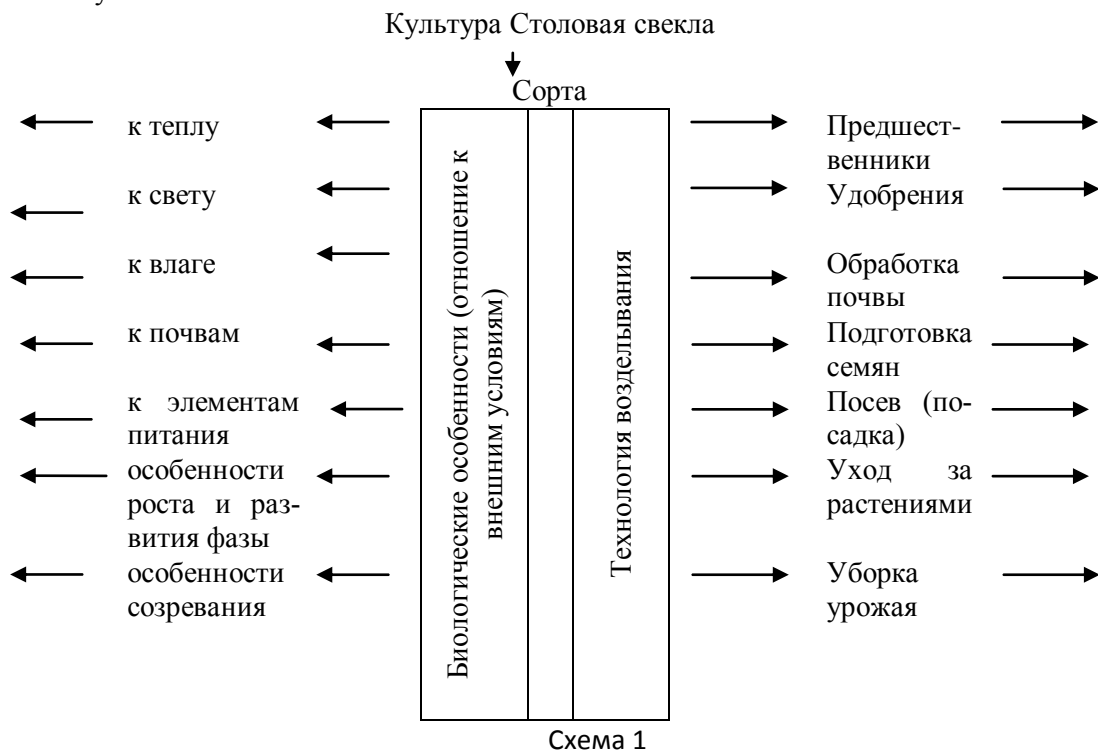 Культура Столовая свекла
Сорта
к теплу
к свету
к влаге
к почвам
к элементам
питания
особенности
роста и раз-
вития фазы
особенности
созревания
Биологические особенности (отношение к
внешним условиям)
Технология возделывания
Предшест-
венники
Удобрения
Обработка
почвы
Подготовка
семян
Посев (по-
садка)
Уход за
растениями
Уборка
урожая
Схема 1